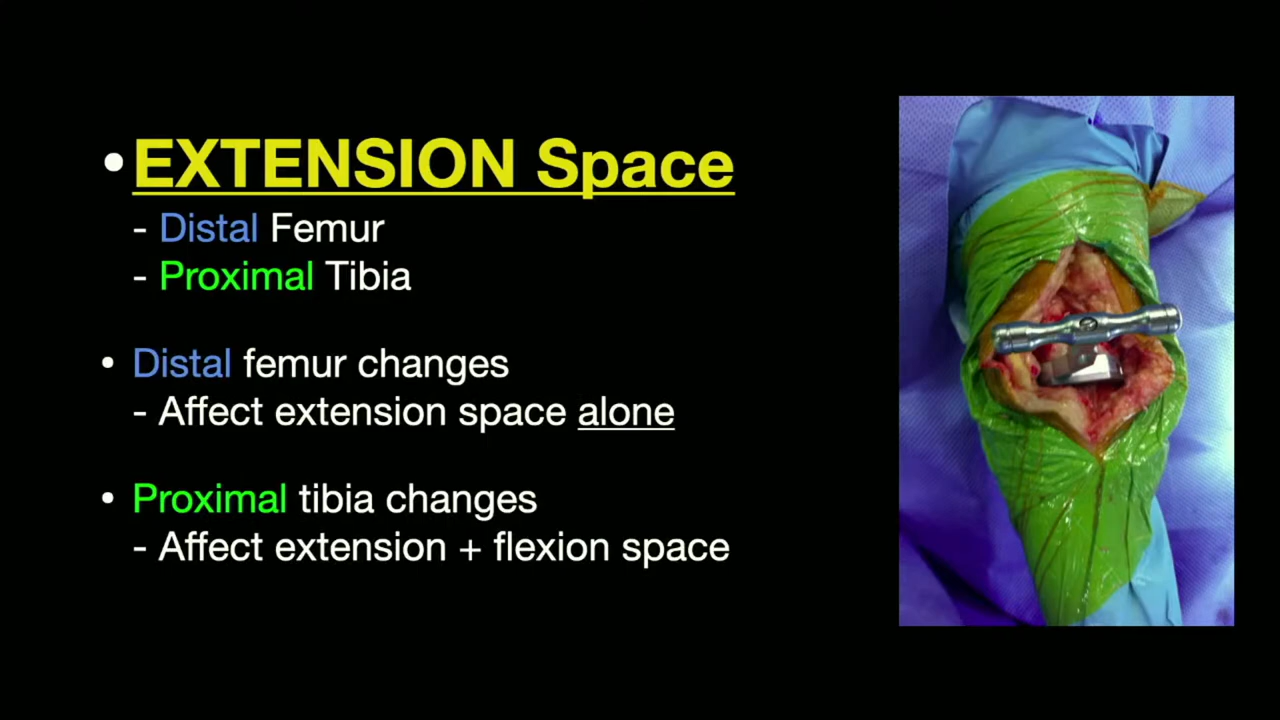 • EXTENSION Space
- Distal Femur
- Proximal Tibia
• Distal femur changes
- Affect extension space alone
• Proximal tibia changes
- Affect extension + flexion space